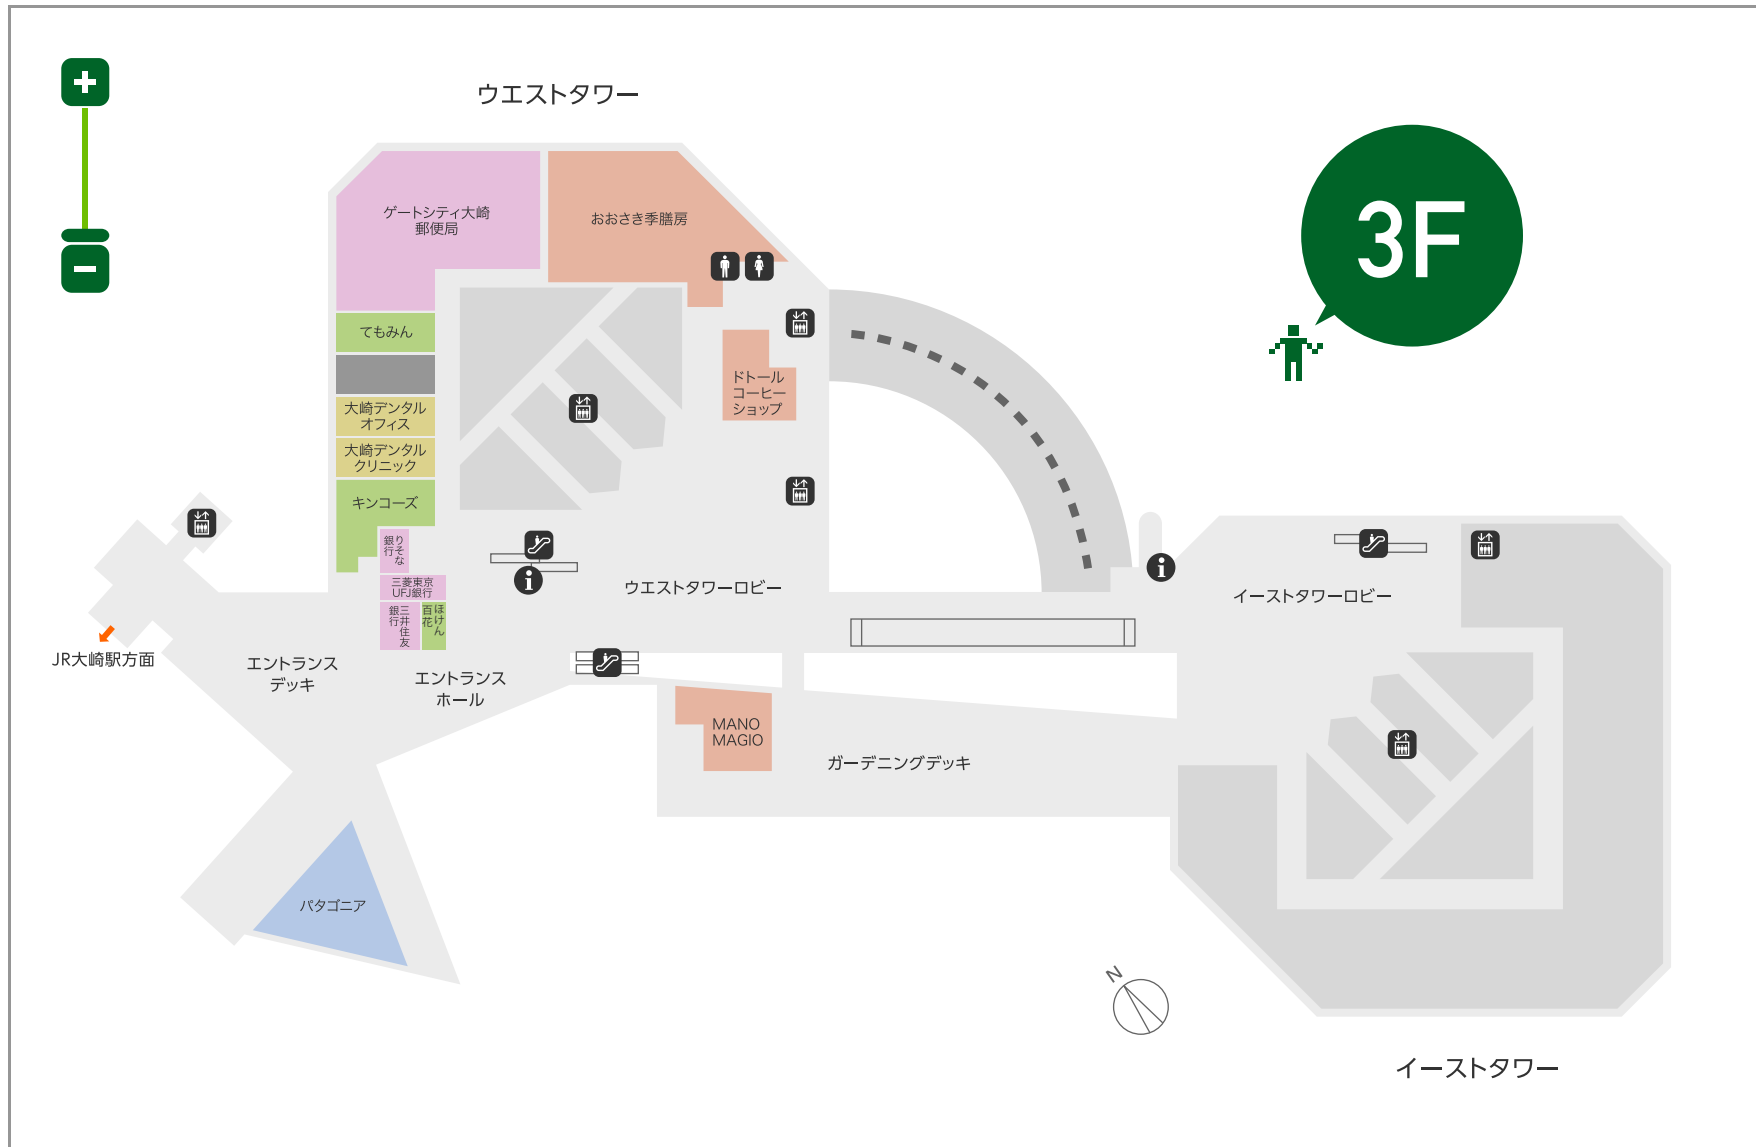 ウエストタワー
3F
ゲートシティ大崎
郵便局
おおさき季膳房
てもみん
ドトール
コーヒー
ショップ
大崎デンタル
オフィス
大崎デンタル
クリニック
キンコーズ
りそな
銀行
三菱東京
UFJ銀行
三井住友
銀行
ほけん
百花
ウエストタワーロビー
イーストタワーロビー
JR大崎駅方面
エントランス
デッキ
エントランス
ホール
MANO
MAGIO
ガーデニングデッキ
パタゴニア
N
イーストタワー